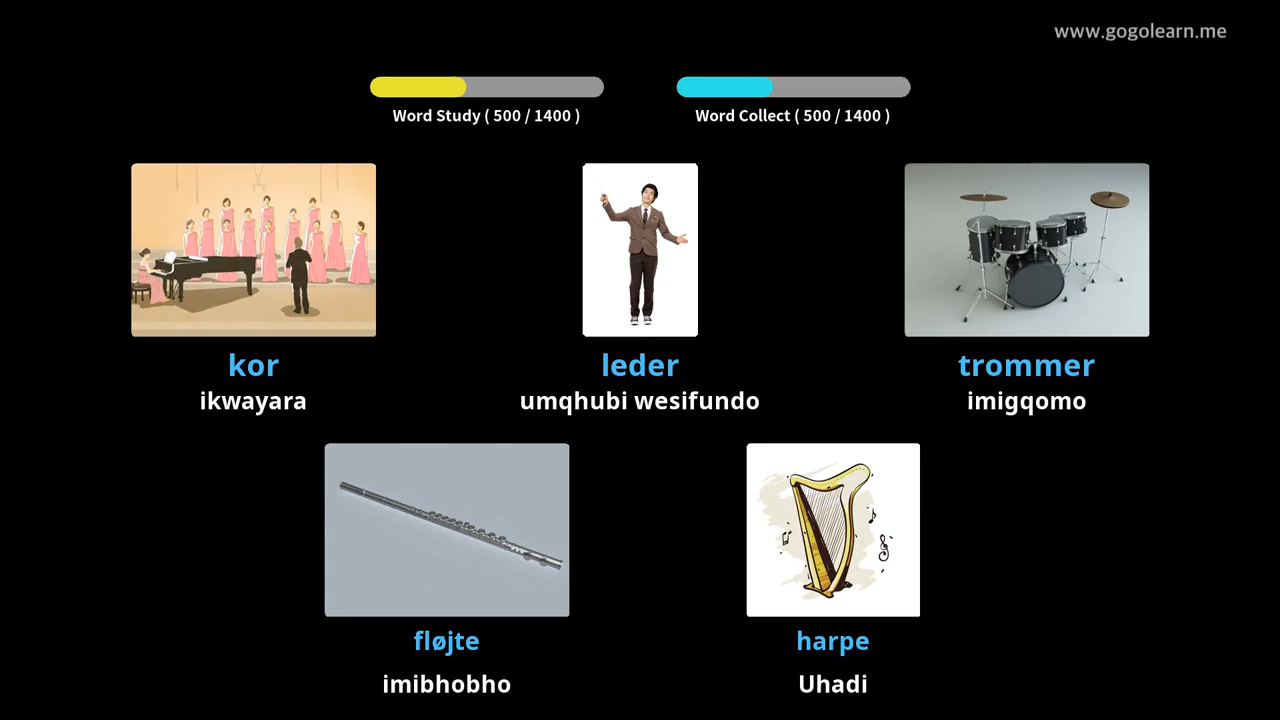 www.gogolearn.me
Word Study ( 500 / 1400 )
Word Collect ( 500 / 1400 )
kor
ikwayara
leder
umqhubi wesifundo
trommer
imigqomo
fløjte
imibhobho
harpe
Uhadi